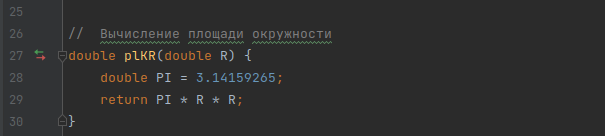 25
26 // Вычисление площади окружности
27 double plKR(double R) {
28 double PI = 3.14159265;
29 return PI * R * R;
30 }